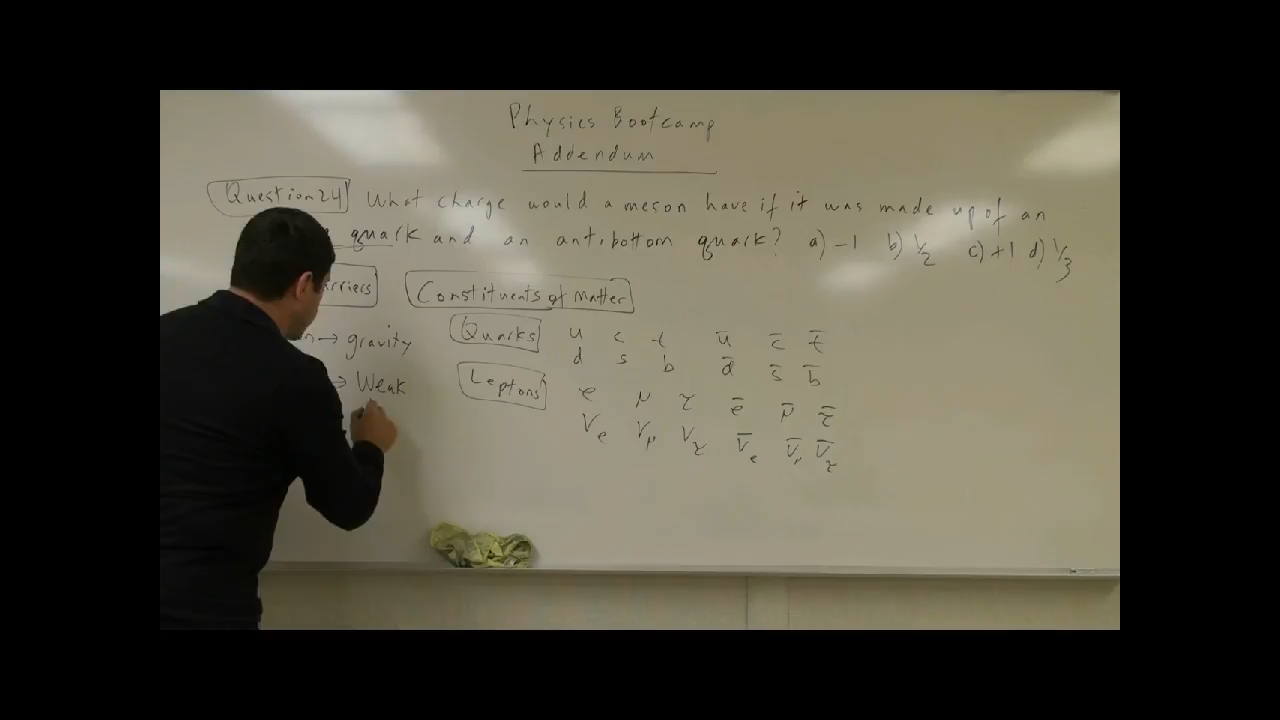 Physics Bootcamp
Addendum
Question 24 What charge would a meson have if it was made up of an
quark and an antibottom quark? a) -1 b) 1/2 c) +1 d) 1/3
rriers Constituents of Matter
Quarks u c t ū c̄ t̄
n → gravity d s b d̄ s̄ b̄
→ Weak Leptons e μ τ ē μ̄ τ̄
νe νμ ντ ν̄e ν̄μ ν̄τ